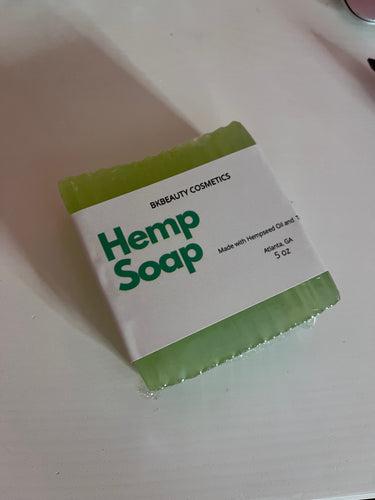 BKBEAUTY COSMETICS
Hemp
Soap
Made with Hempseed Oil and
Atlanta, GA
5 oz